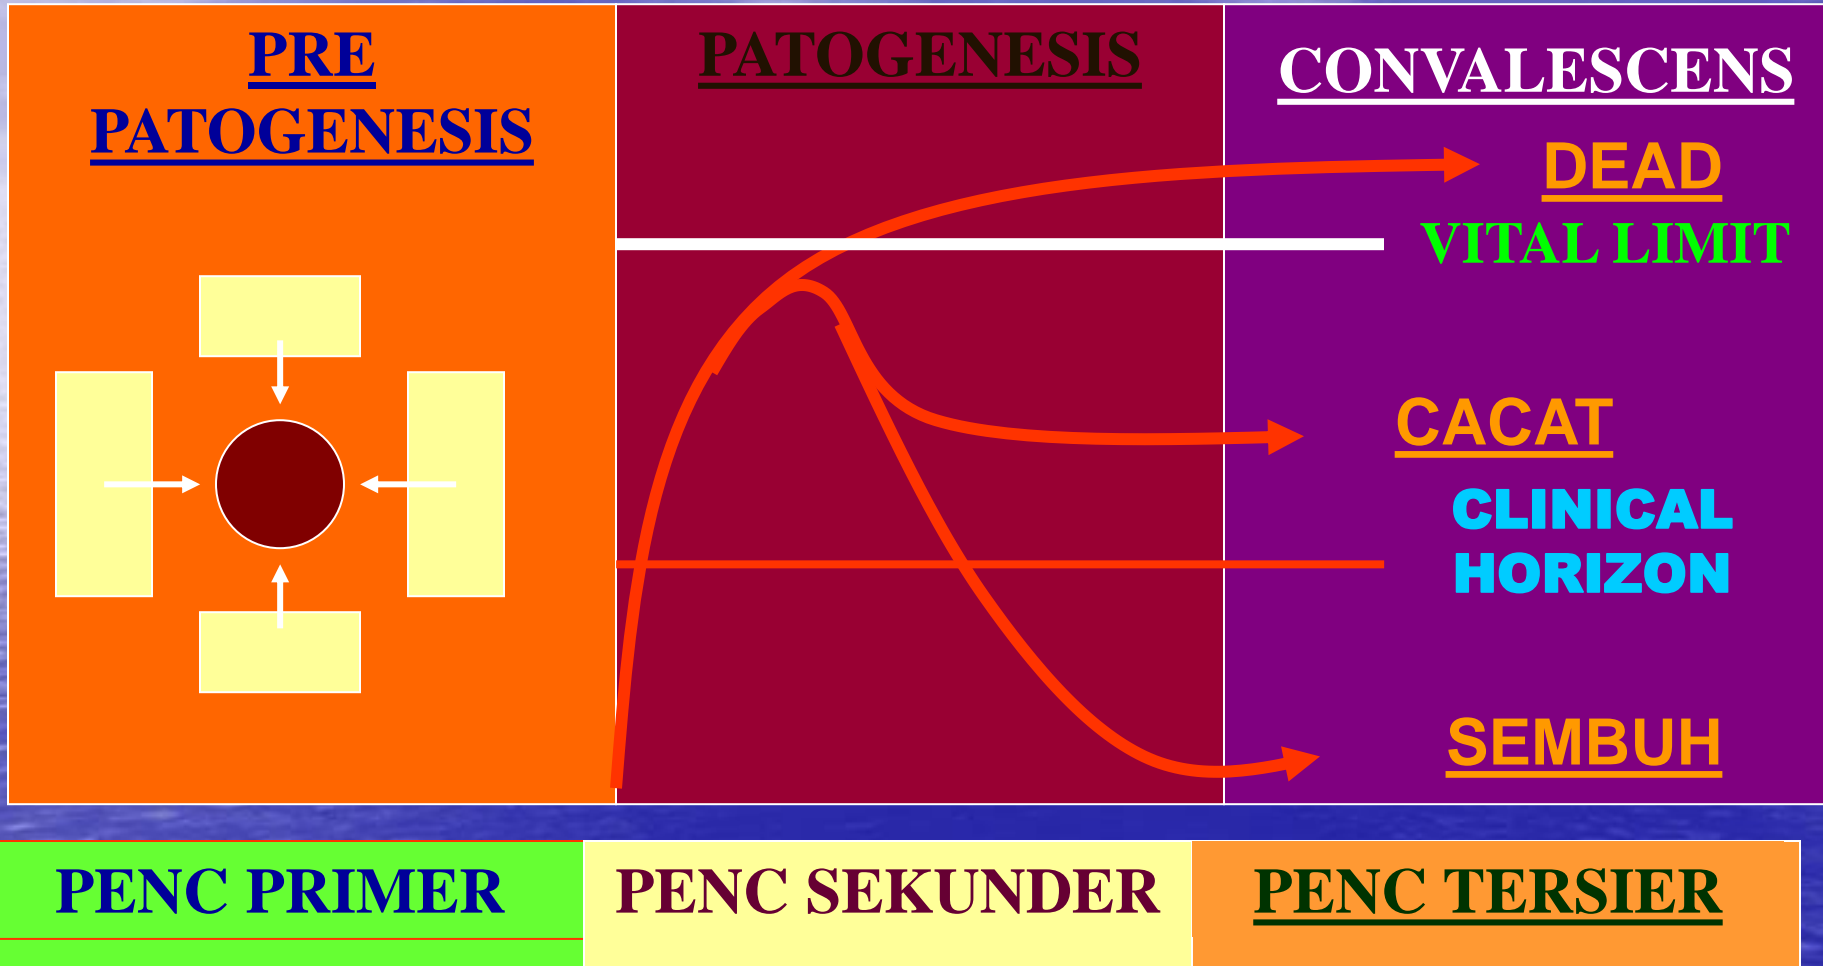 PRE
PATOGENESIS
PATOGENESIS
CONVALESCENS
DEAD
VITAL LIMIT
CACAT
CLINICAL
HORIZON
SEMBUH
PENC PRIMER
PENC SEKUNDER
PENC TERSIER